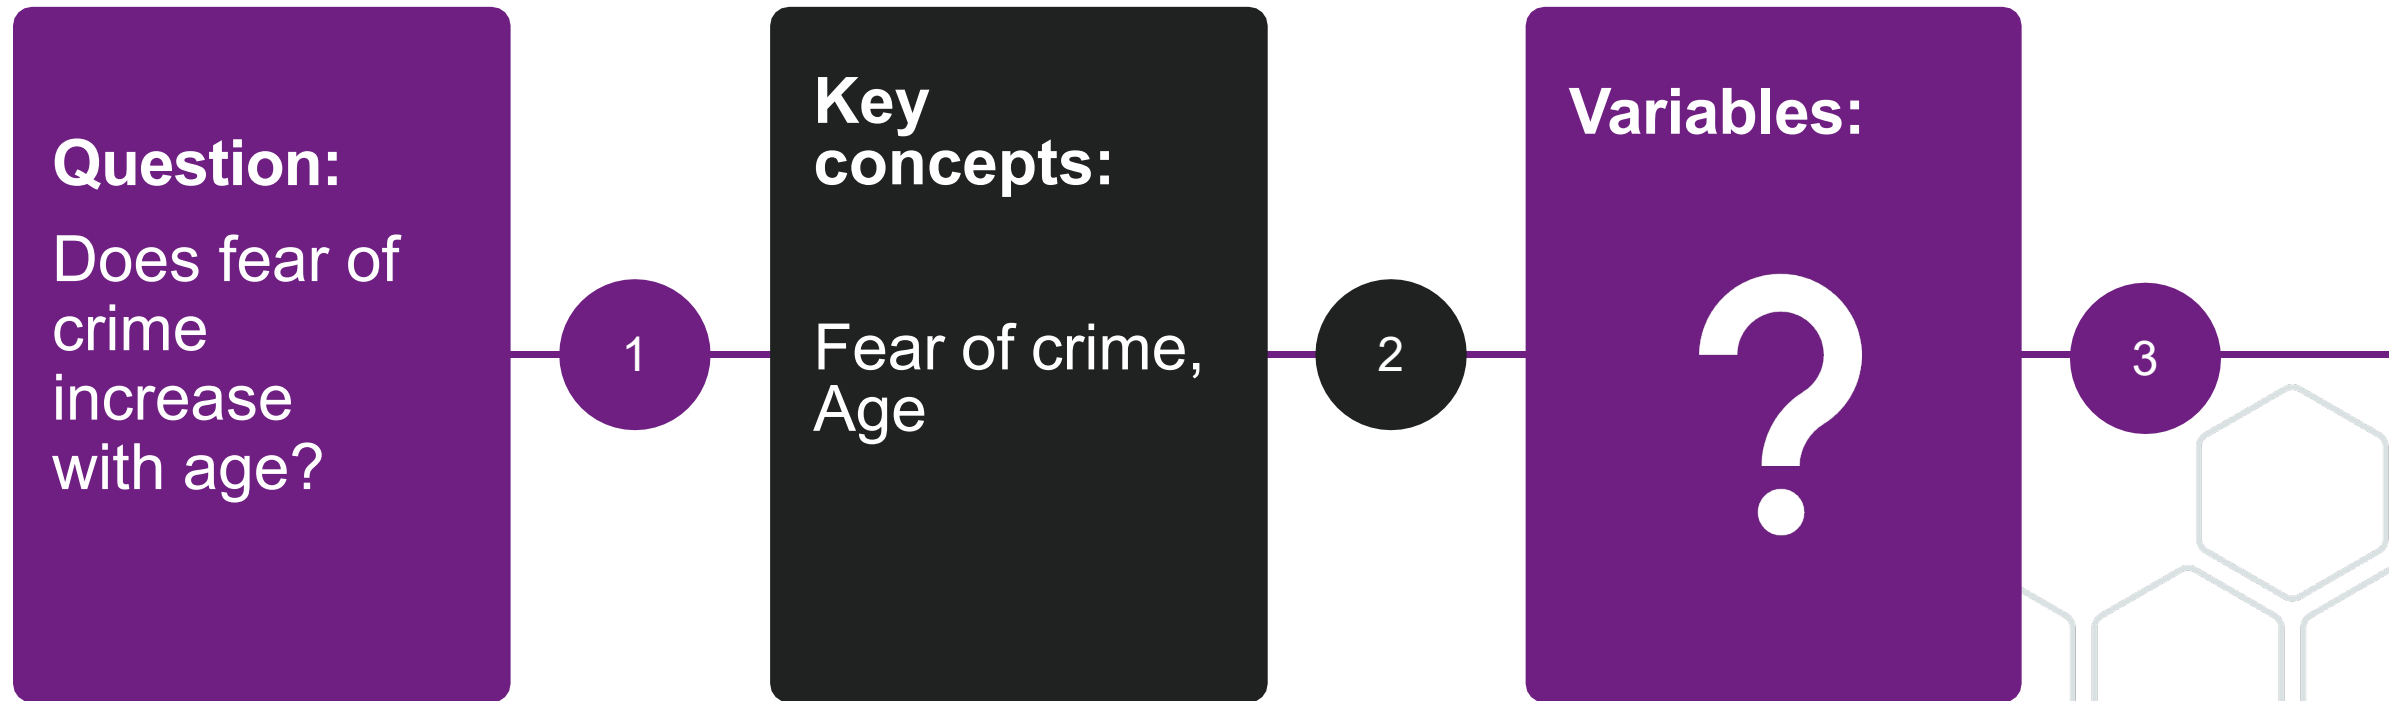 Question:
Does fear of
crime
increase
with age?
1
Key
concepts:
Fear of crime,
Age
2
Variables:
?
3